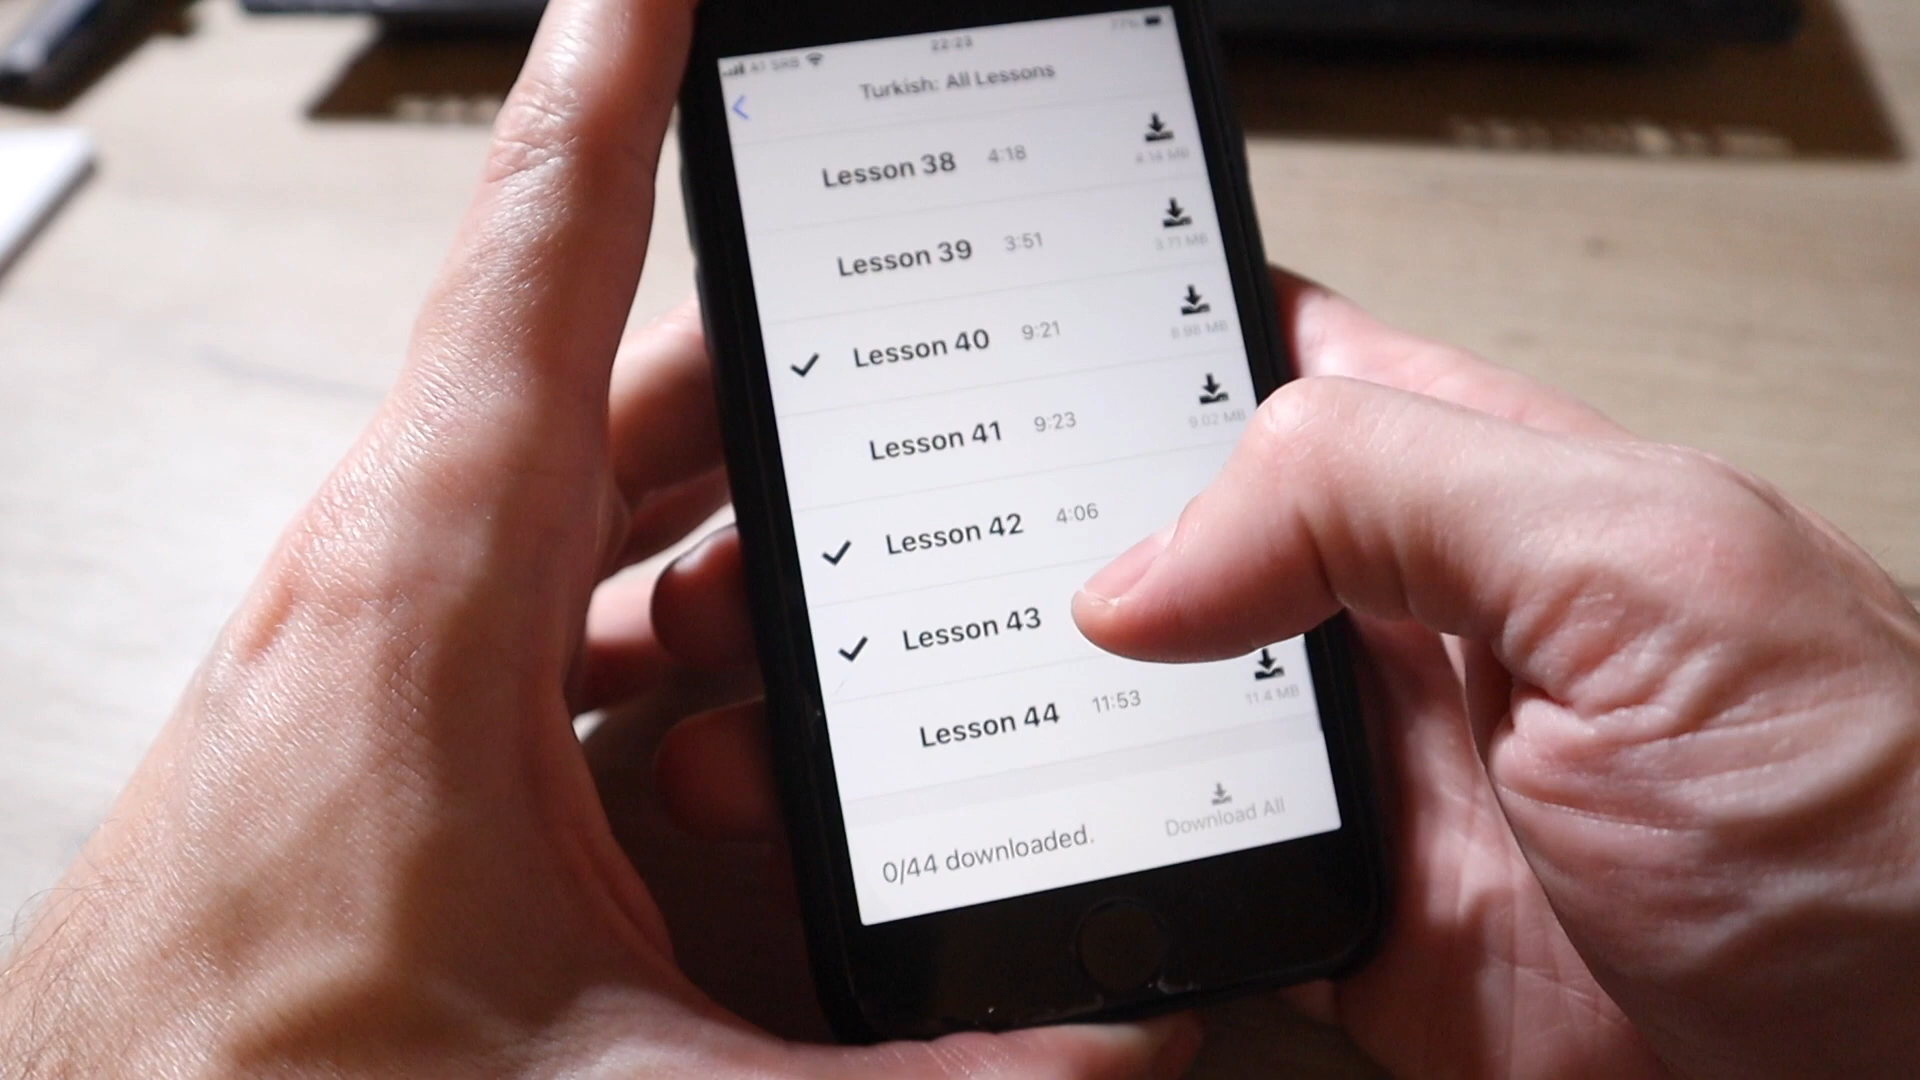 22:23
77%
Turkish: All Lessons
Lesson 38 4:18
4.14 MB
Lesson 39 3:51
3.71 MB
Lesson 40 9:21
8.98 MB
Lesson 41 9:23
9.02 MB
Lesson 42 4:06
Lesson 43
Lesson 44 11:53
11.4 MB
0/44 downloaded.
Download All